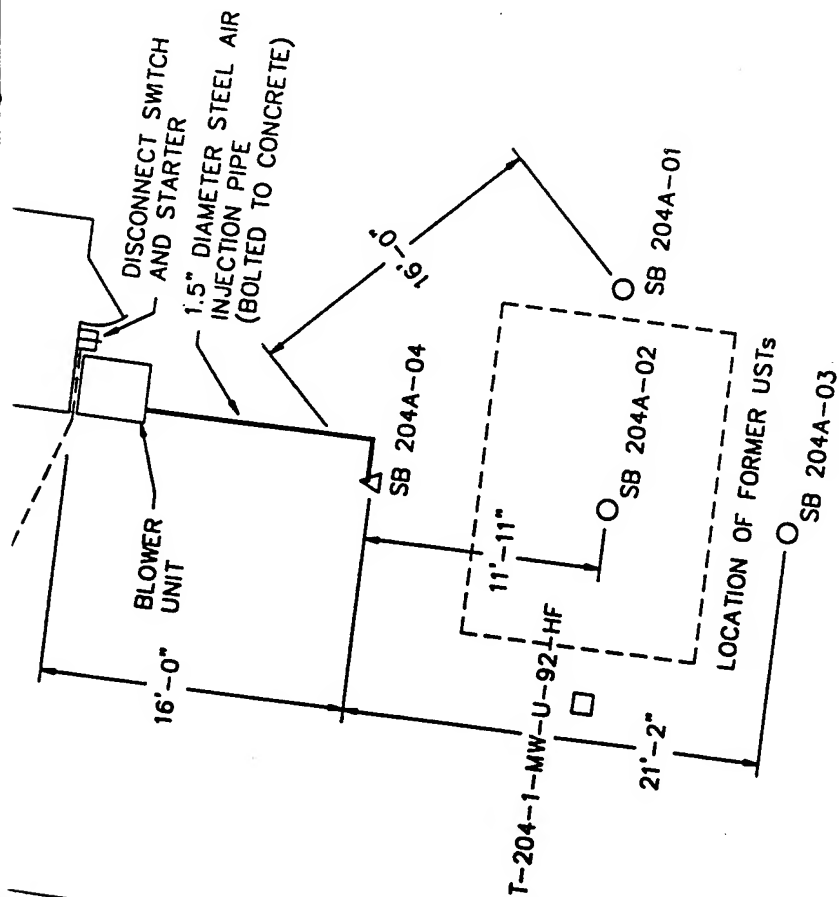 DISCONNECT SWITCH
AND STARTER
1.5" DIAMETER STEEL AIR
INJECTION PIPE
(BOLTED TO CONCRETE)
BLOWER
UNIT
16'-0"
16'-0"
SB 204A-04
SB 204A-01
11'-11"
SB 204A-02
T-204-1-MW-U-92-HF
LOCATION OF FORMER USTs
21'-2"
SB 204A-03